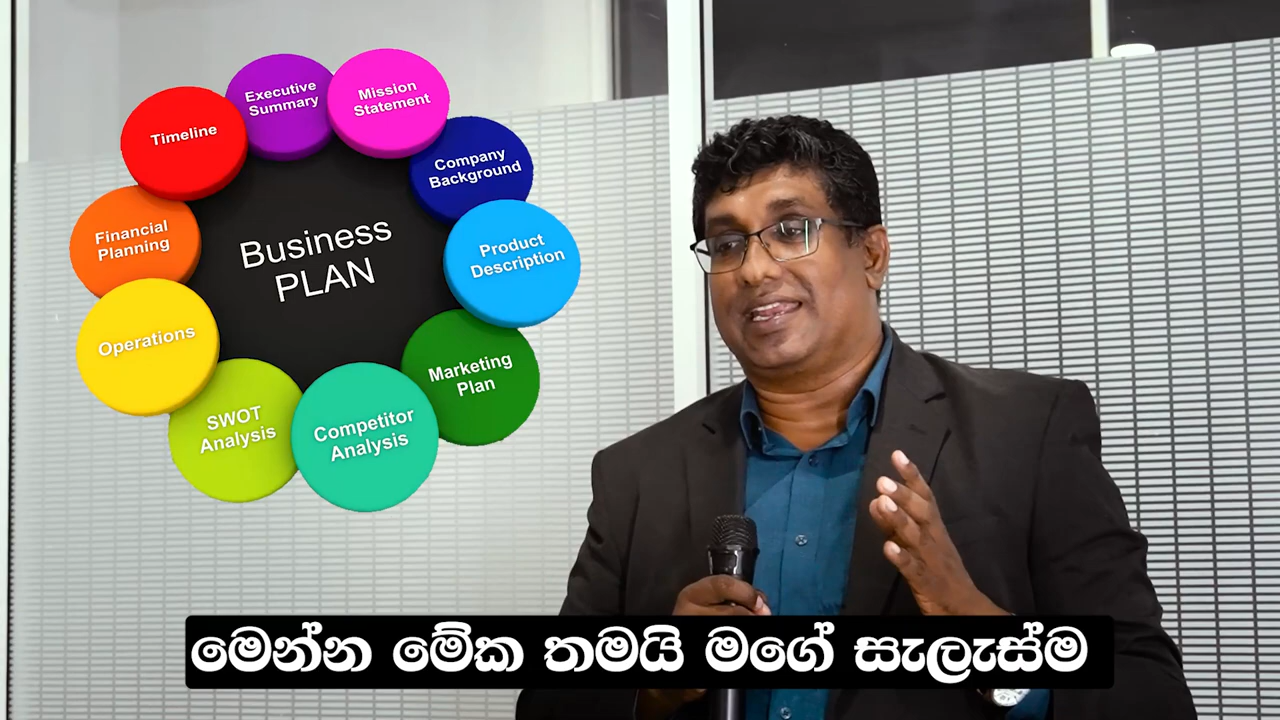 Executive
Summary
Mission
Statement
Timeline
Company
Background
Financial
Planning
Business
PLAN
Product
Description
Operations
Marketing
Plan
SWOT
Analysis
Competitor
Analysis
මෙන්න මේක තමයි මගේ සැලැස්ම